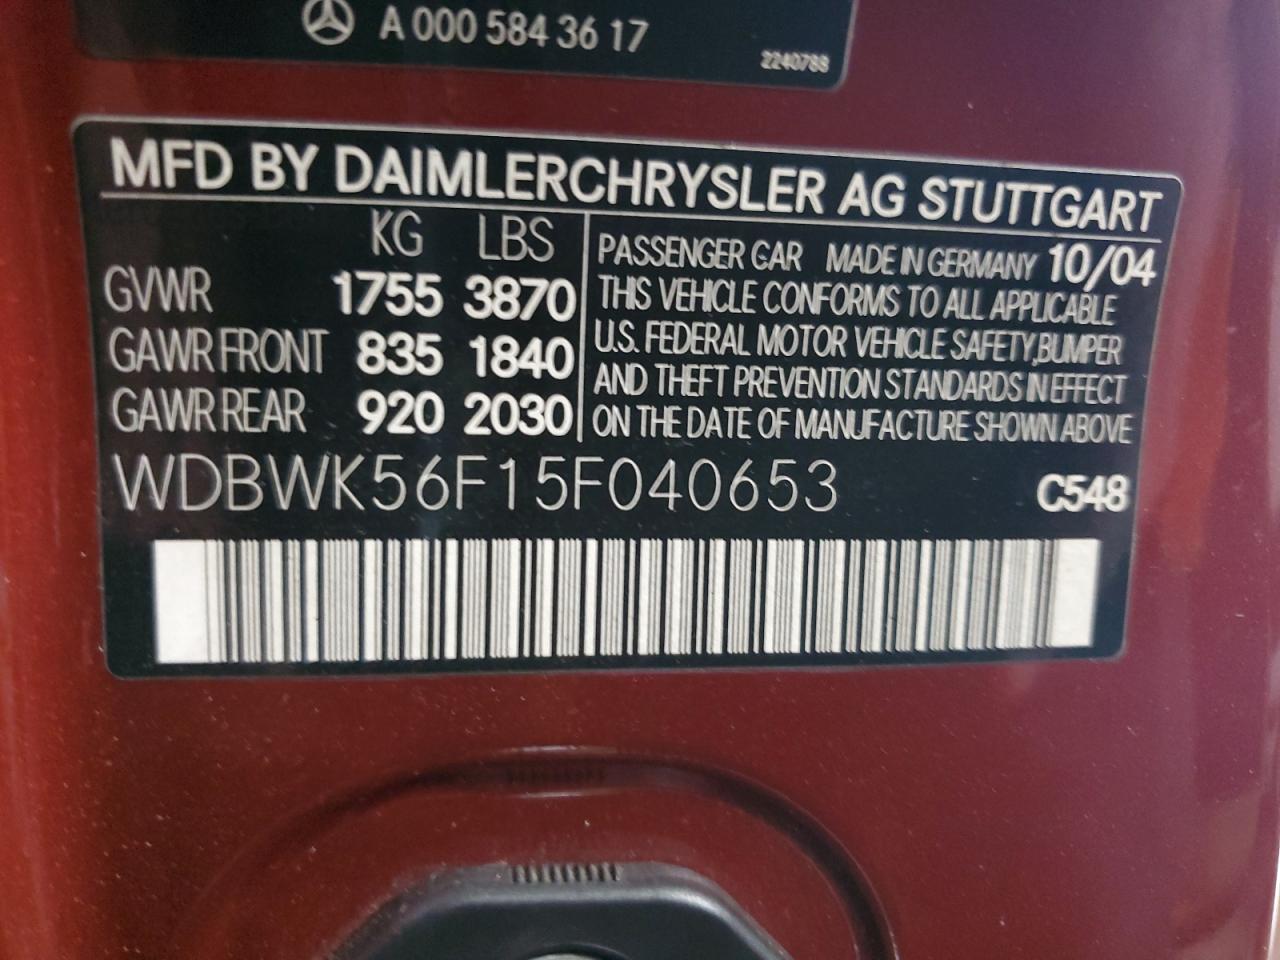 A 000 584 36 17
2240788
MFD BY DAIMLERCHRYSLER AG STUTTGART
KG LBS
GVWR 1755 3870
GAWR FRONT 835 1840
GAWR REAR 920 2030
PASSENGER CAR MADE IN GERMANY 10/04
THIS VEHICLE CONFORMS TO ALL APPLICABLE
U.S. FEDERAL MOTOR VEHICLE SAFETY, BUMPER
AND THEFT PREVENTION STANDARDS IN EFFECT
ON THE DATE OF MANUFACTURE SHOWN ABOVE
WDBWK56F15F040653 C548